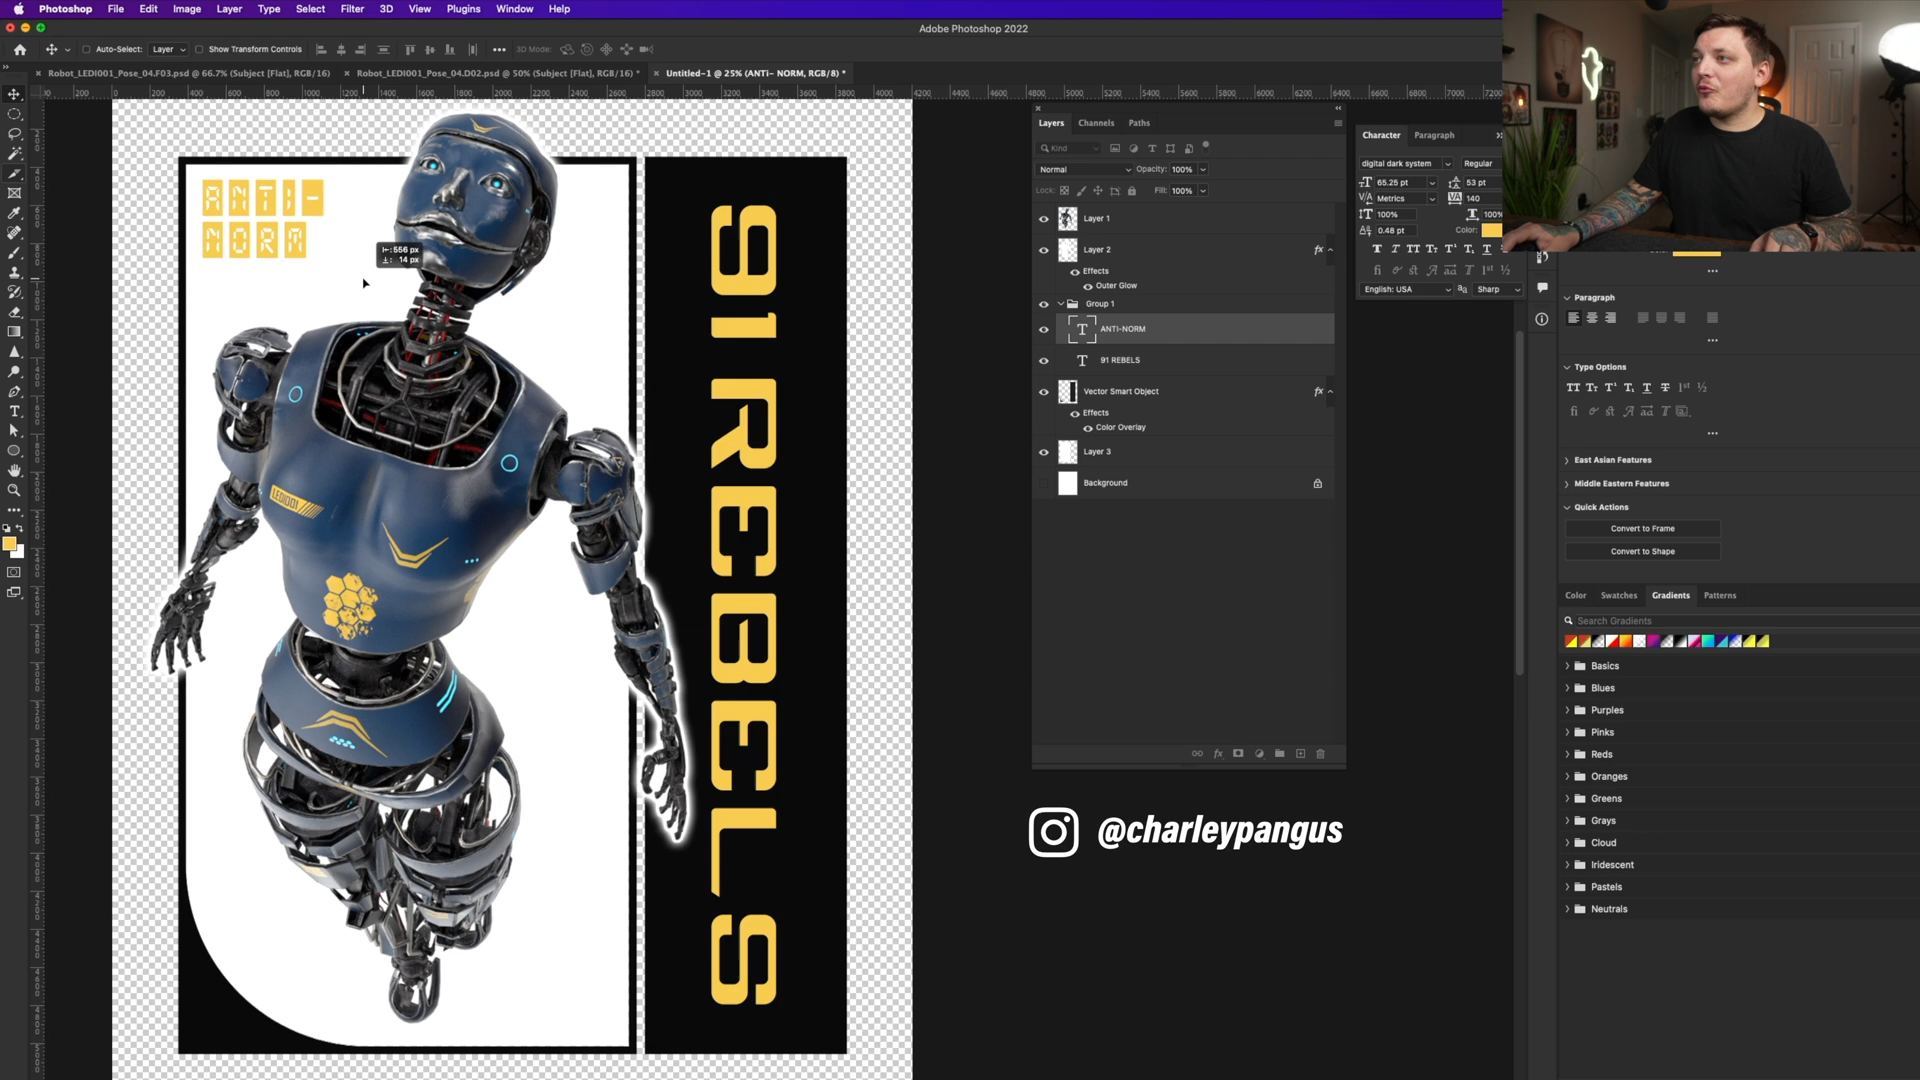 Photoshop File Edit Image Layer Type Select Filter 3D View Plugins Window Help
Adobe Photoshop 2022
Auto-Select: Layer Show Transform Controls 3D Mode:
Robot_LEDI001_Pose_04.F03.psd @ 66.7% (Subject [Flat], RGB/16)
Robot_LEDI001_Pose_04.D02.psd @ 50% (Subject [Flat], RGB/16) *
Untitled-1 @ 25% (ANTi- NORM, RGB/8) *
ANTI-
NORM
556 px
14 px
LEDI001
91 REBELS
Layers Channels Paths
Kind
Normal Opacity: 100%
Lock: Fill: 100%
Layer 1
Layer 2 fx
Effects
Outer Glow
Group 1
ANTI-NORM
91 REBELS
Vector Smart Object fx
Effects
Color Overlay
Layer 3
Background
@charleypangus
Character Paragraph
digital dark system Regular
65.25 pt 53 pt
Metrics 140
100% 100%
0.48 pt Color:
English: USA Sharp
Paragraph
Type Options
East Asian Features
Middle Eastern Features
Quick Actions
Convert to Frame
Convert to Shape
Color Swatches Gradients Patterns
Search Gradients
Basics
Blues
Purples
Pinks
Reds
Oranges
Greens
Grays
Cloud
Iridescent
Pastels
Neutrals